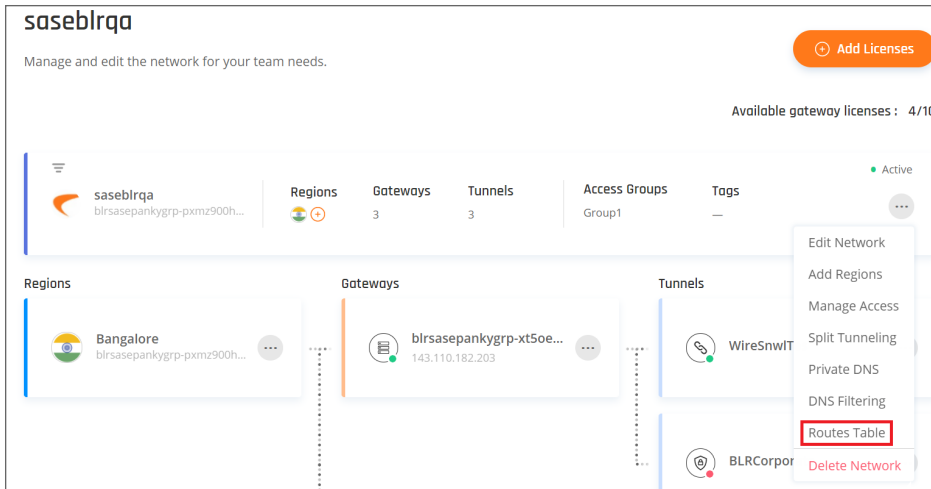 saseblrqa
Manage and edit the network for your team needs.
Add Licenses
Available gateway licenses : 4/10
Active
saseblrqa
blrsasepankygrp-pxmz900h...
Regions
Gateways
3
Tunnels
3
Access Groups
Group1
Tags
—
Edit Network
Add Regions
Manage Access
Split Tunneling
Private DNS
DNS Filtering
Routes Table
Delete Network
Regions
Gateways
Tunnels
Bangalore
blrsasepankygrp-pxmz900h...
blrsasepankygrp-xt5oe...
143.110.182.203
WireSnwlT
BLRCorpor